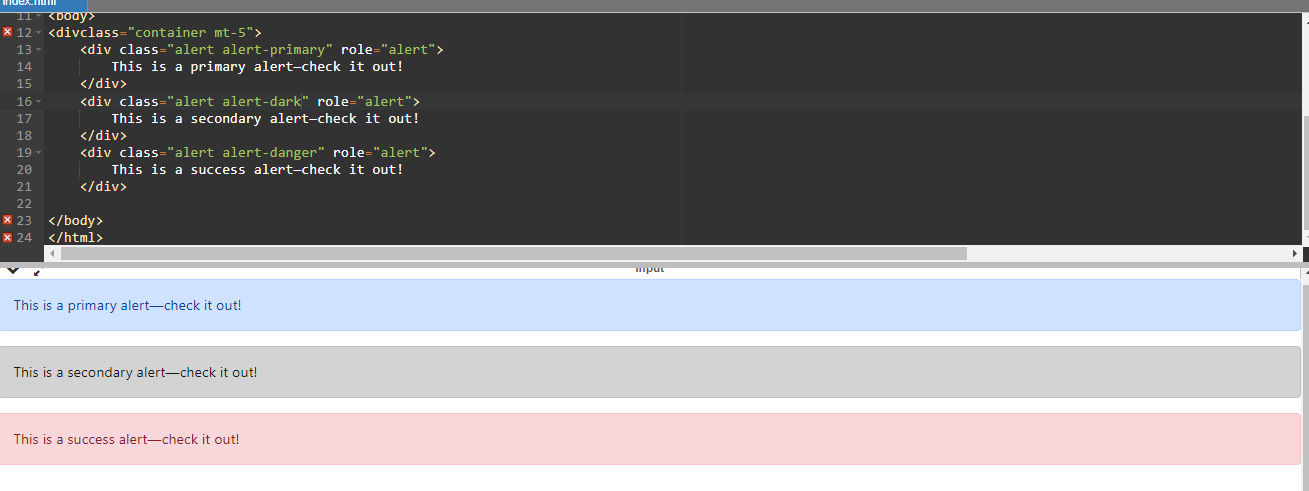 index.html
11 <body>
12 <divclass="container mt-5">
13 <div class="alert alert-primary" role="alert">
14 This is a primary alert—check it out!
15 </div>
16 <div class="alert alert-dark" role="alert">
17 This is a secondary alert—check it out!
18 </div>
19 <div class="alert alert-danger" role="alert">
20 This is a success alert—check it out!
21 </div>
22
23 </body>
24 </html>
input
This is a primary alert—check it out!
This is a secondary alert—check it out!
This is a success alert—check it out!